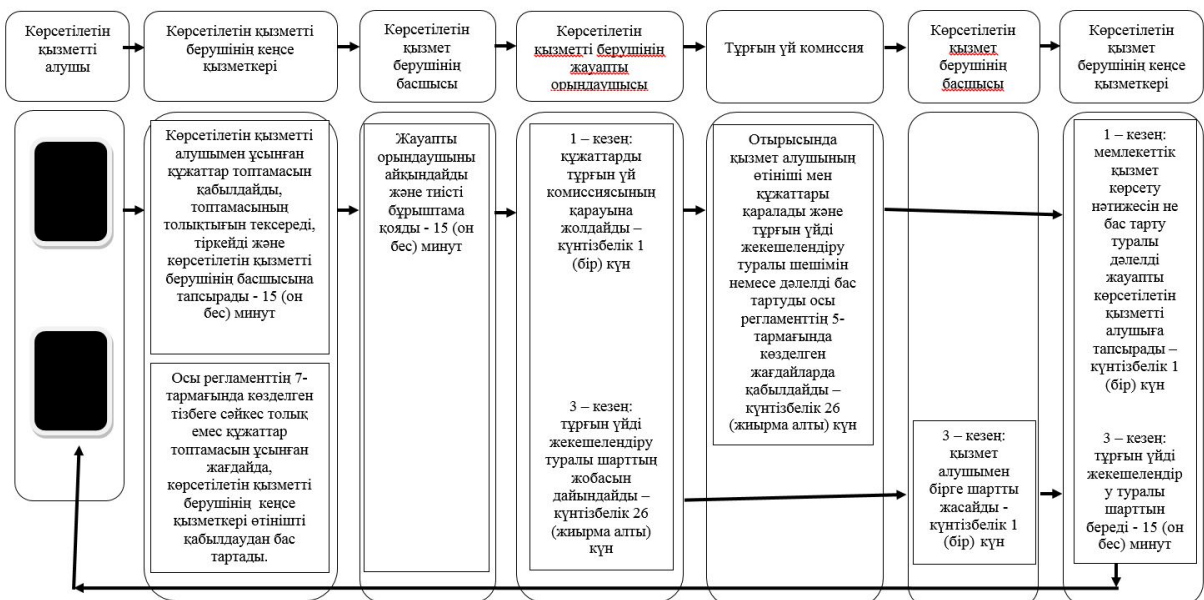 Көрсетілетін
қызметті
алушы
Көрсетілетін қызметті
берушінің кеңсе
қызметкері
Көрсетілетін
қызмет
берушінің
басшысы
Көрсетілетін
қызметті берушінің
жауапты
орындаушысы
Тұрғын үй комиссия
Көрсетілетін
қызмет
берушінің
басшысы
Көрсетілетін
қызмет
берушінің кеңсе
қызметкері
Көрсетілетін қызметті
алушымен ұсынған
құжаттар топтамасын
қабылдайды,
топтамасының
толықтығын тексереді,
тіркейді және
көрсетілетін қызметті
берушінің басшысына
тапсырады - 15 (он
бес) минут
Осы регламенттің 7-
тармағында көзделген
тізбеге сәйкес толық
емес құжаттар
топтамасын ұсынған
жағдайда,
көрсетілетін қызметті
берушінің кеңсе
қызметкері өтінішті
қабылдаудан бас
тартады.
Жауапты
орындаушыны
айқындайды
және тиісті
бұрыштама
қояды - 15 (он
бес) минут
1 – кезең:
құжаттарды
тұрғын үй
комиссиясының
қарауына
жолдайды –
күнтізбелік 1
(бір) күн
3 – кезең:
тұрғын үйді
жекешелендіру
туралы шарттың
жобасын
дайындайды –
күнтізбелік 26
(жиырма алты)
күн
Отырысында
қызмет алушының
өтініші мен
құжаттары
қаралады және
тұрғын үйді
жекешелендіру
туралы шешімін
немесе дәлелді бас
тартуды осы
регламенттің 5-
тармағында
көзделген
жағдайларда
қабылдайды –
күнтізбелік 26
(жиырма алты) күн
3 – кезең:
қызмет
алушымен
бірге шартты
жасайды -
күнтізбелік 1
(бір) күн
1 – кезең:
мемлекеттік
қызмет
көрсету
нәтижесін не
бас тарту
туралы
дәлелді
жауапты
көрсетілетін
қызметті
алушыға
тапсырады –
күнтізбелік 1
(бір) күн
3 – кезең:
тұрғын үйді
жекешелендір
у туралы
шарттын
береді - 15 (он
бес) минут